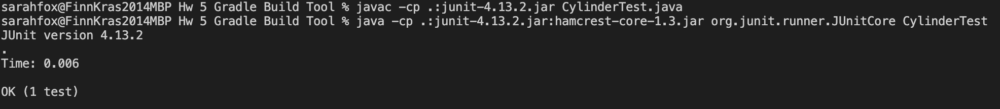 sarahfox@FinnKras2014MBP Hw 5 Gradle Build Tool % javac -cp .:junit-4.13.2.jar CylinderTest.java
sarahfox@FinnKras2014MBP Hw 5 Gradle Build Tool % java -cp .:junit-4.13.2.jar:hamcrest-core-1.3.jar org.junit.runner.JUnitCore CylinderTest
JUnit version 4.13.2
.
Time: 0.006
OK (1 test)